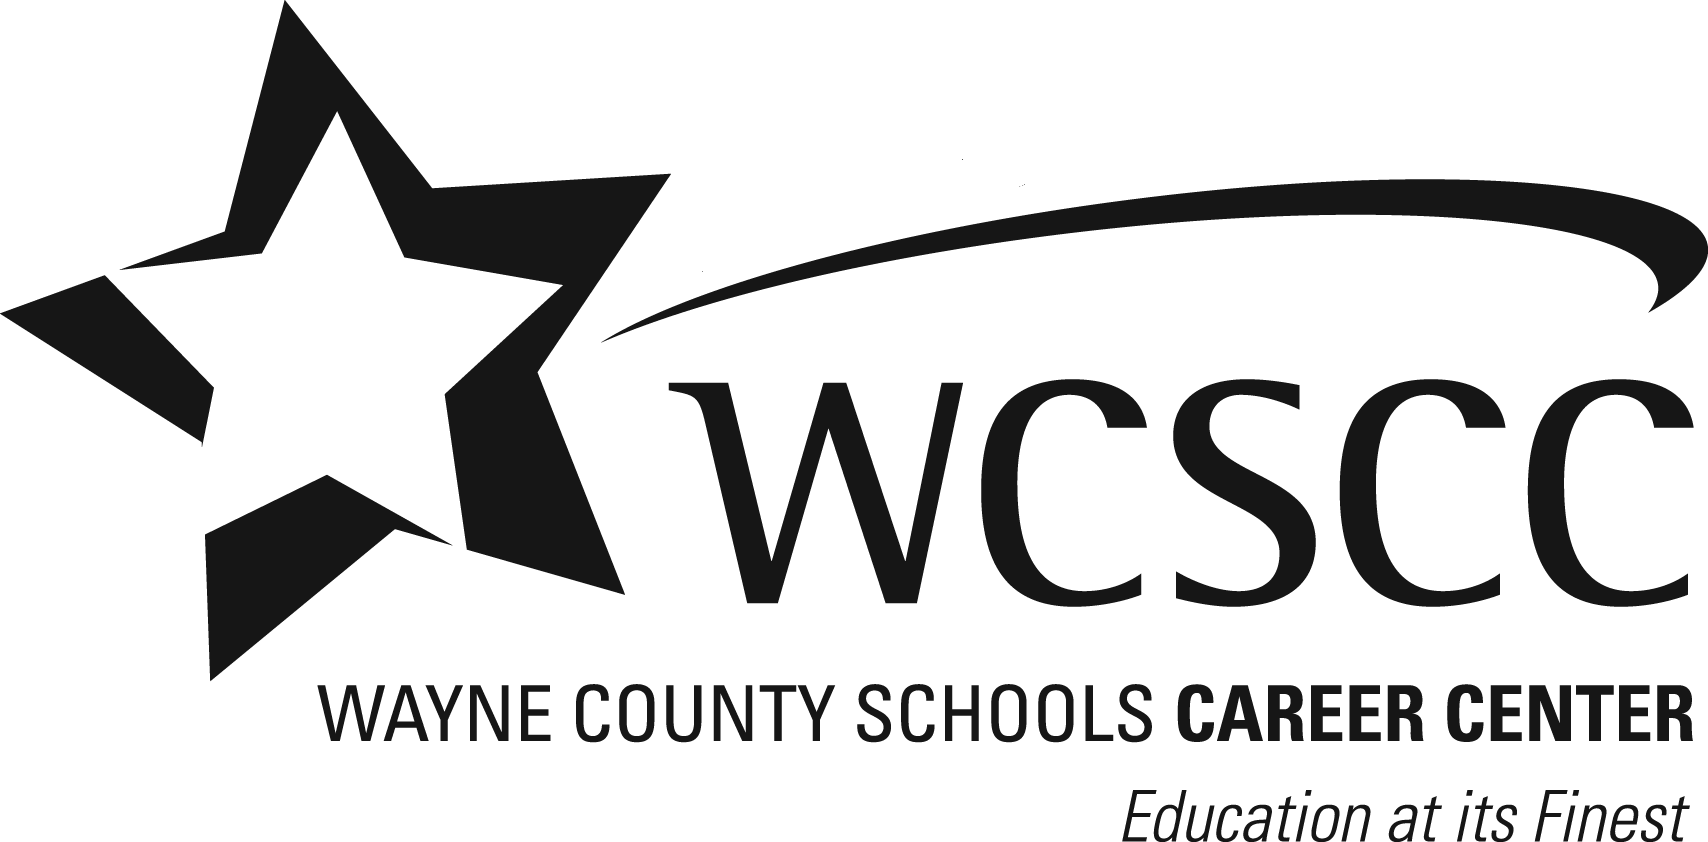 WCSCC
WAYNE COUNTY SCHOOLS CAREER CENTER
Education at its Finest